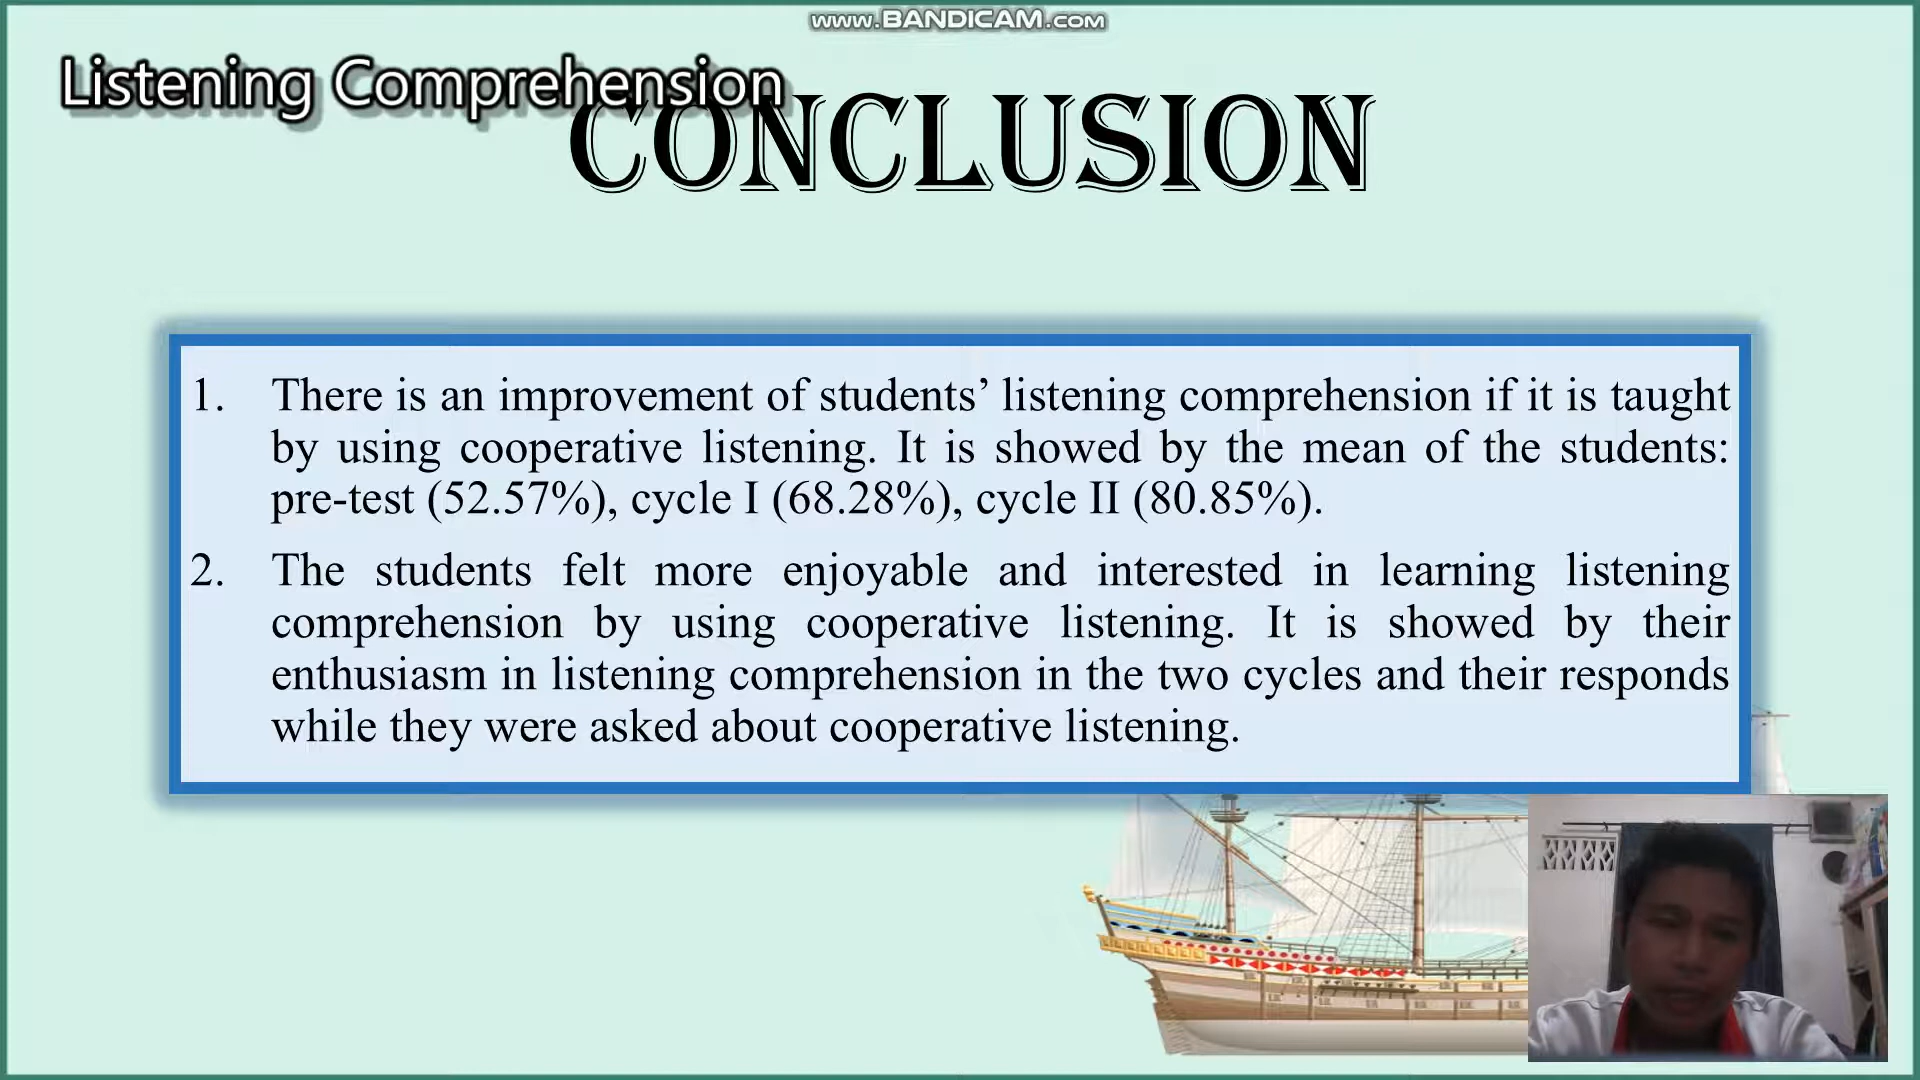 www.BANDICAM.com
Listening Comprehension
CONCLUSION
1. There is an improvement of students’ listening comprehension if it is taught
by using cooperative listening. It is showed by the mean of the students:
pre-test (52.57%), cycle I (68.28%), cycle II (80.85%).
2. The students felt more enjoyable and interested in learning listening
comprehension by using cooperative listening. It is showed by their
enthusiasm in listening comprehension in the two cycles and their responds
while they were asked about cooperative listening.